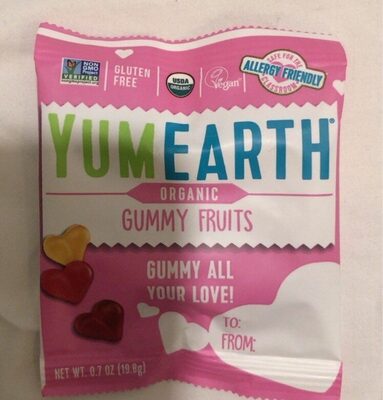 NON
GMO
Project
VERIFIED
GLUTEN
FREE
USDA
ORGANIC
Vegan
SAFE FOR THE
ALLERGY FRIENDLY
CLASSROOM
YUMEARTH®
ORGANIC
GUMMY FRUITS
GUMMY ALL
YOUR LOVE!
TO:
FROM:
NET WT. 0.7 OZ (19.8g)